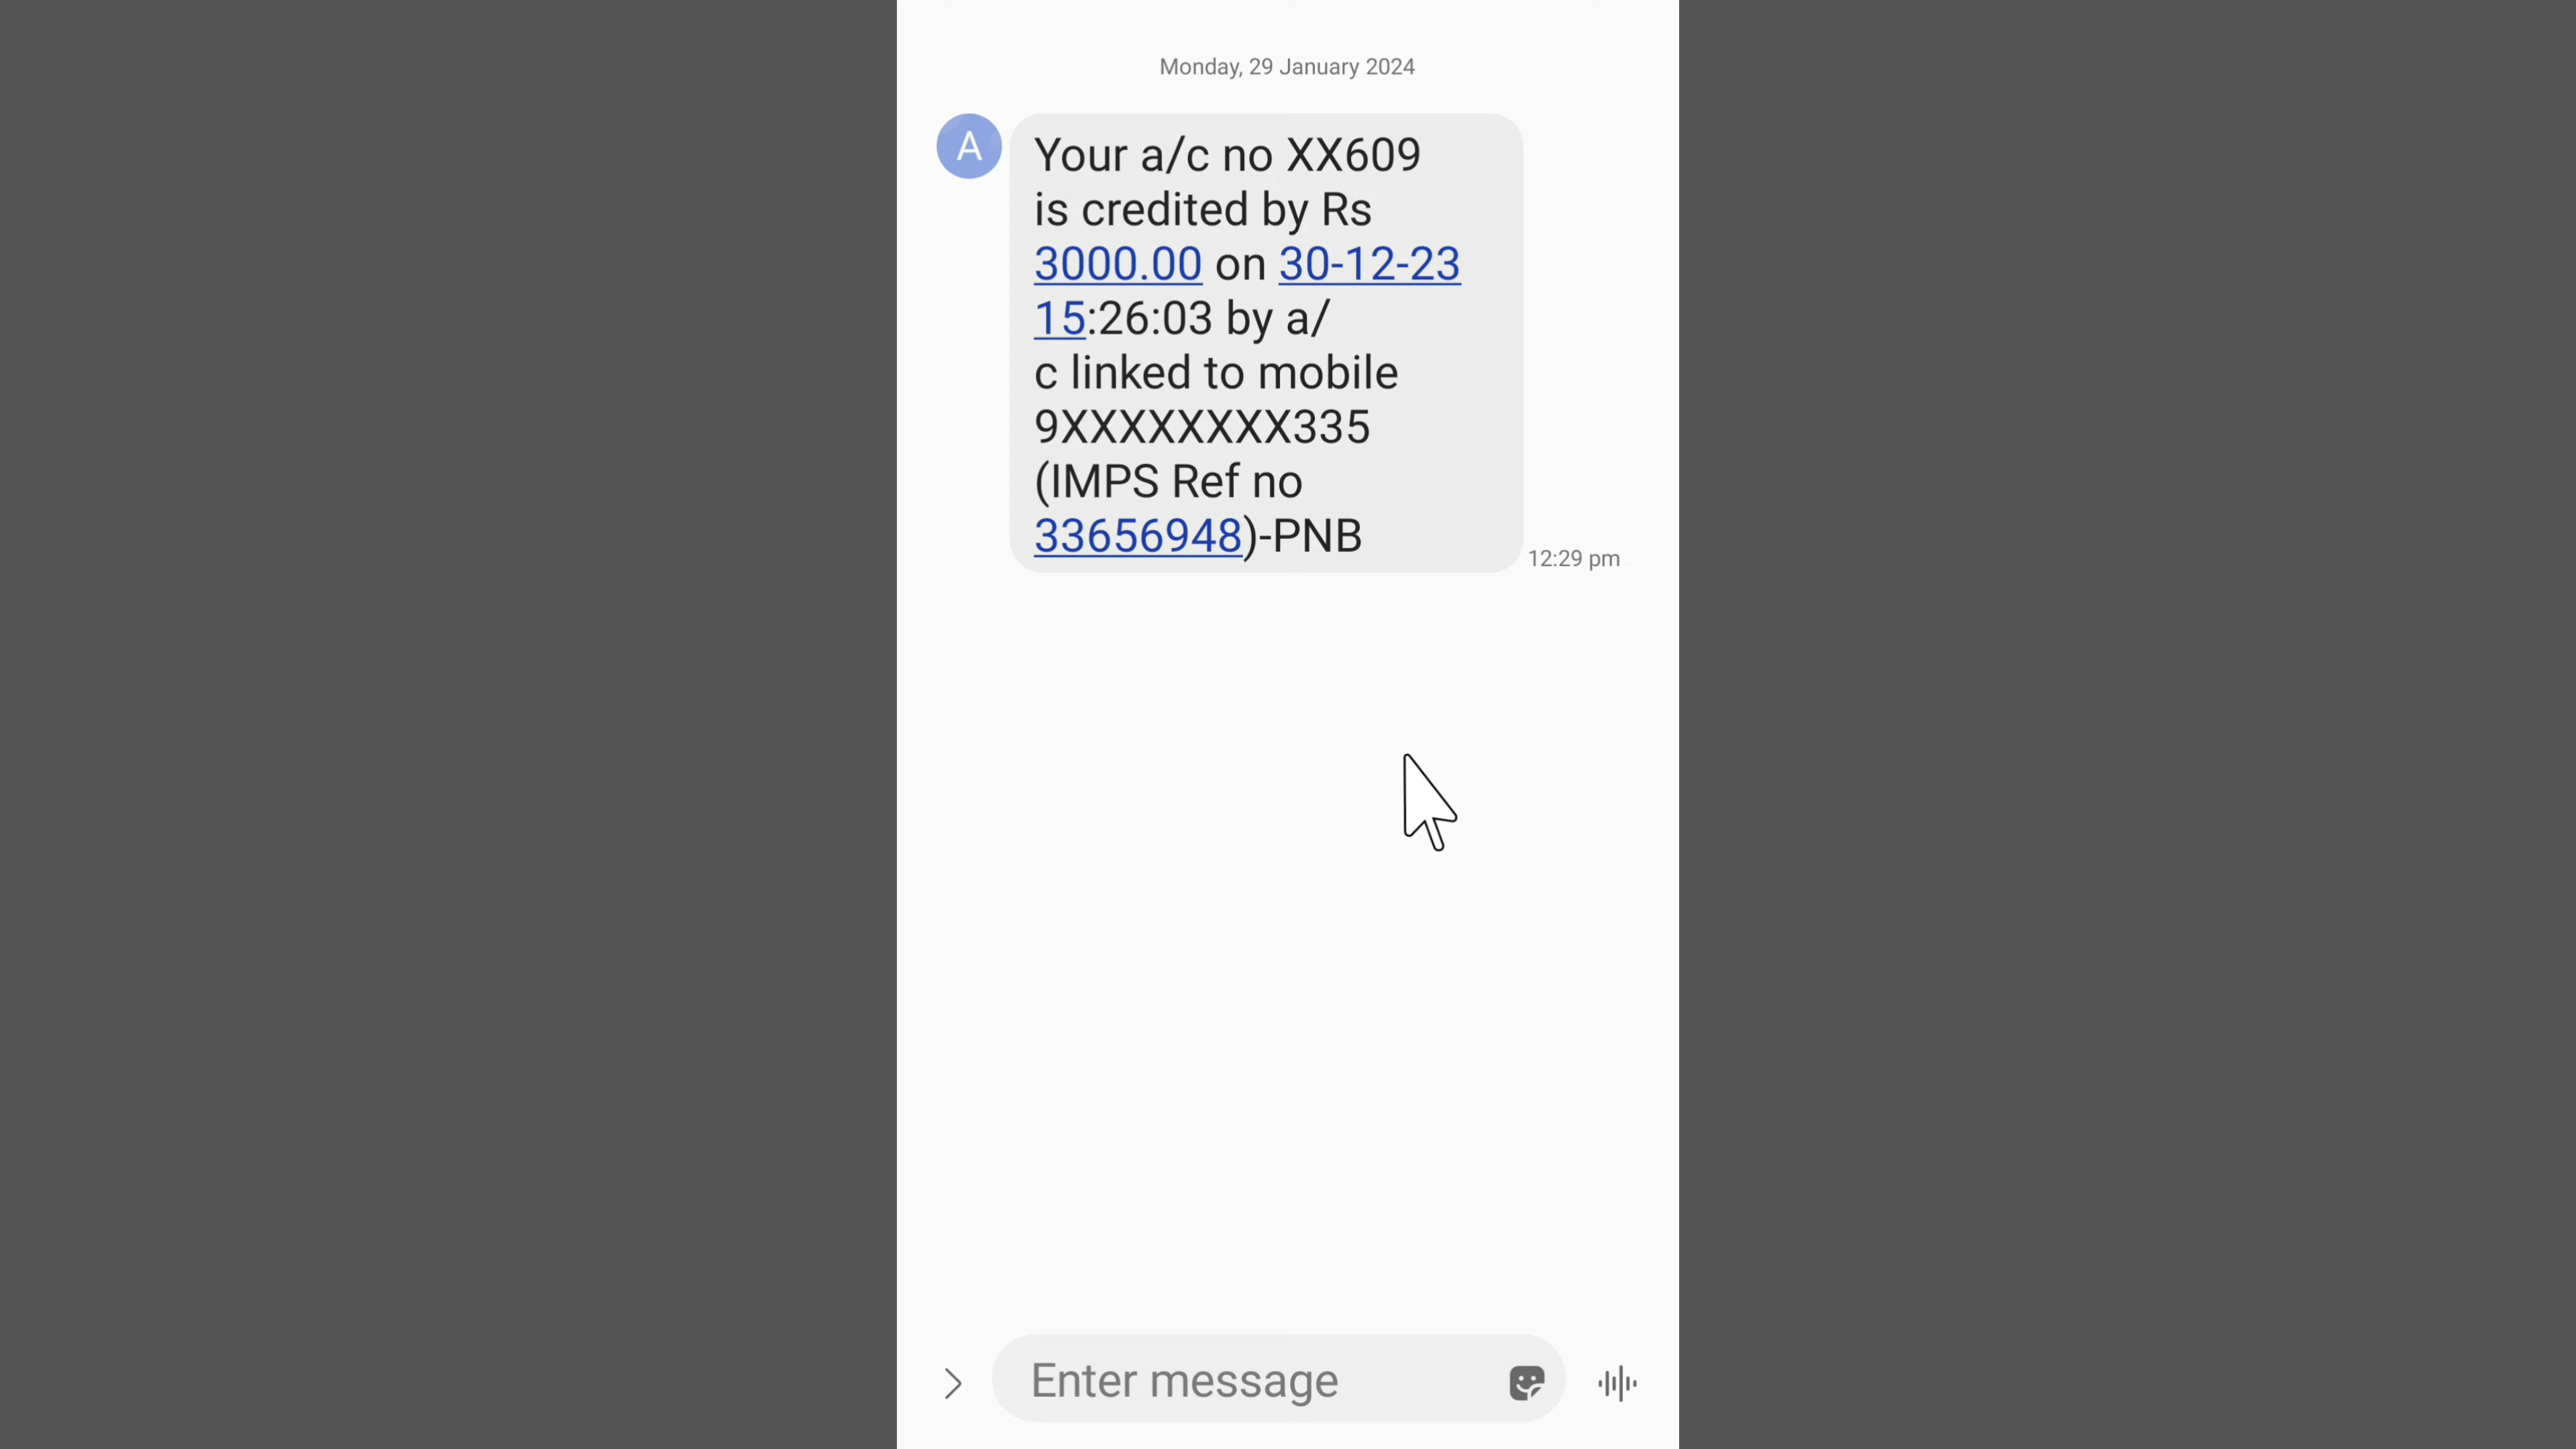 Monday, 29 January 2024
A
Your a/c no XX609
is credited by Rs
3000.00 on 30-12-23
15:26:03 by a/
c linked to mobile
9XXXXXXXX335
(IMPS Ref no
33656948)-PNB
12:29 pm
Enter message